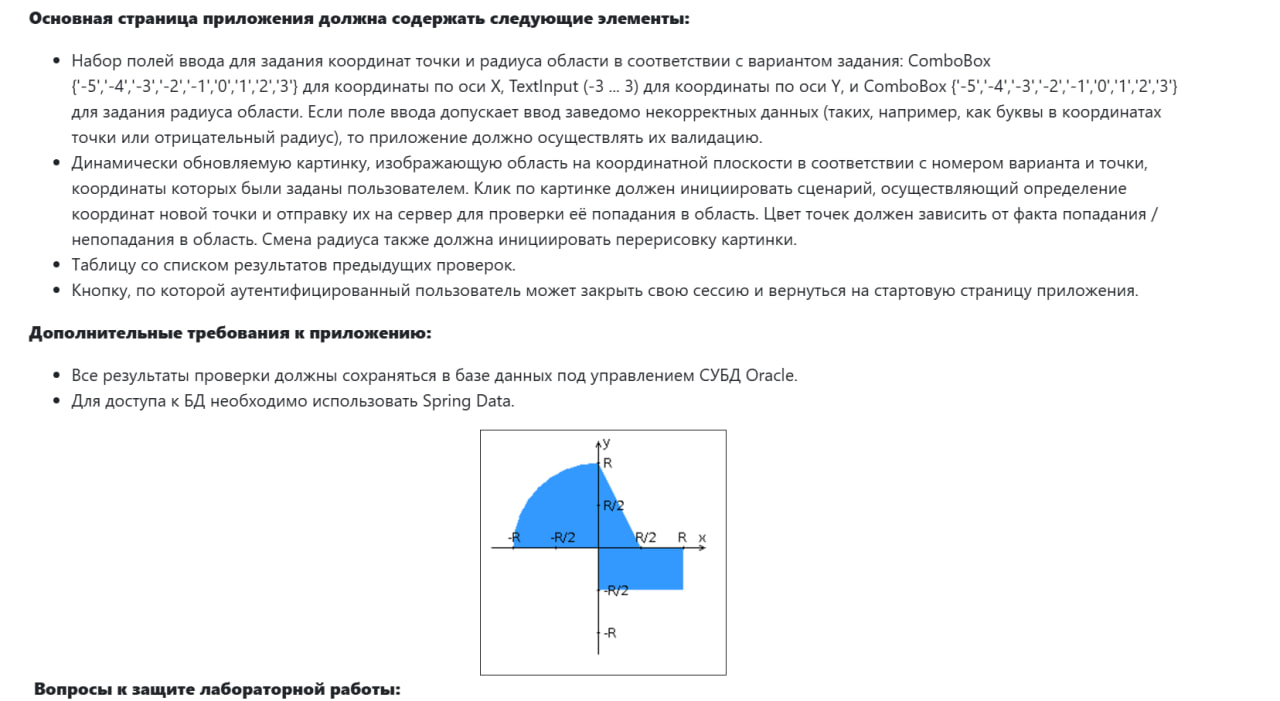 Основная страница приложения должна содержать следующие элементы:
Набор полей ввода для задания координат точки и радиуса области в соответствии с вариантом задания: ComboBox
{'-5','-4','-3','-2','-1','0','1','2','3'} для координаты по оси X, TextInput (-3 ... 3) для координаты по оси Y, и ComboBox {'-5','-4','-3','-2','-1','0','1','2','3'}
для задания радиуса области. Если поле ввода допускает ввод заведомо некорректных данных (таких, например, как буквы в координатах
точки или отрицательный радиус), то приложение должно осуществлять их валидацию.
Динамически обновляемую картинку, изображающую область на координатной плоскости в соответствии с номером варианта и точки,
координаты которых были заданы пользователем. Клик по картинке должен инициировать сценарий, осуществляющий определение
координат новой точки и отправку их на сервер для проверки её попадания в область. Цвет точек должен зависить от факта попадания /
непопадания в область. Смена радиуса также должна инициировать перерисовку картинки.
Таблицу со списком результатов предыдущих проверок.
Кнопку, по которой аутентифицированный пользователь может закрыть свою сессию и вернуться на стартовую страницу приложения.
Дополнительные требования к приложению:
Все результаты проверки должны сохраняться в базе данных под управлением СУБД Oracle.
Для доступа к БД необходимо использовать Spring Data.
y
R
R/2
-R -R/2 R/2 R x
-R/2
-R
Вопросы к защите лабораторной работы: